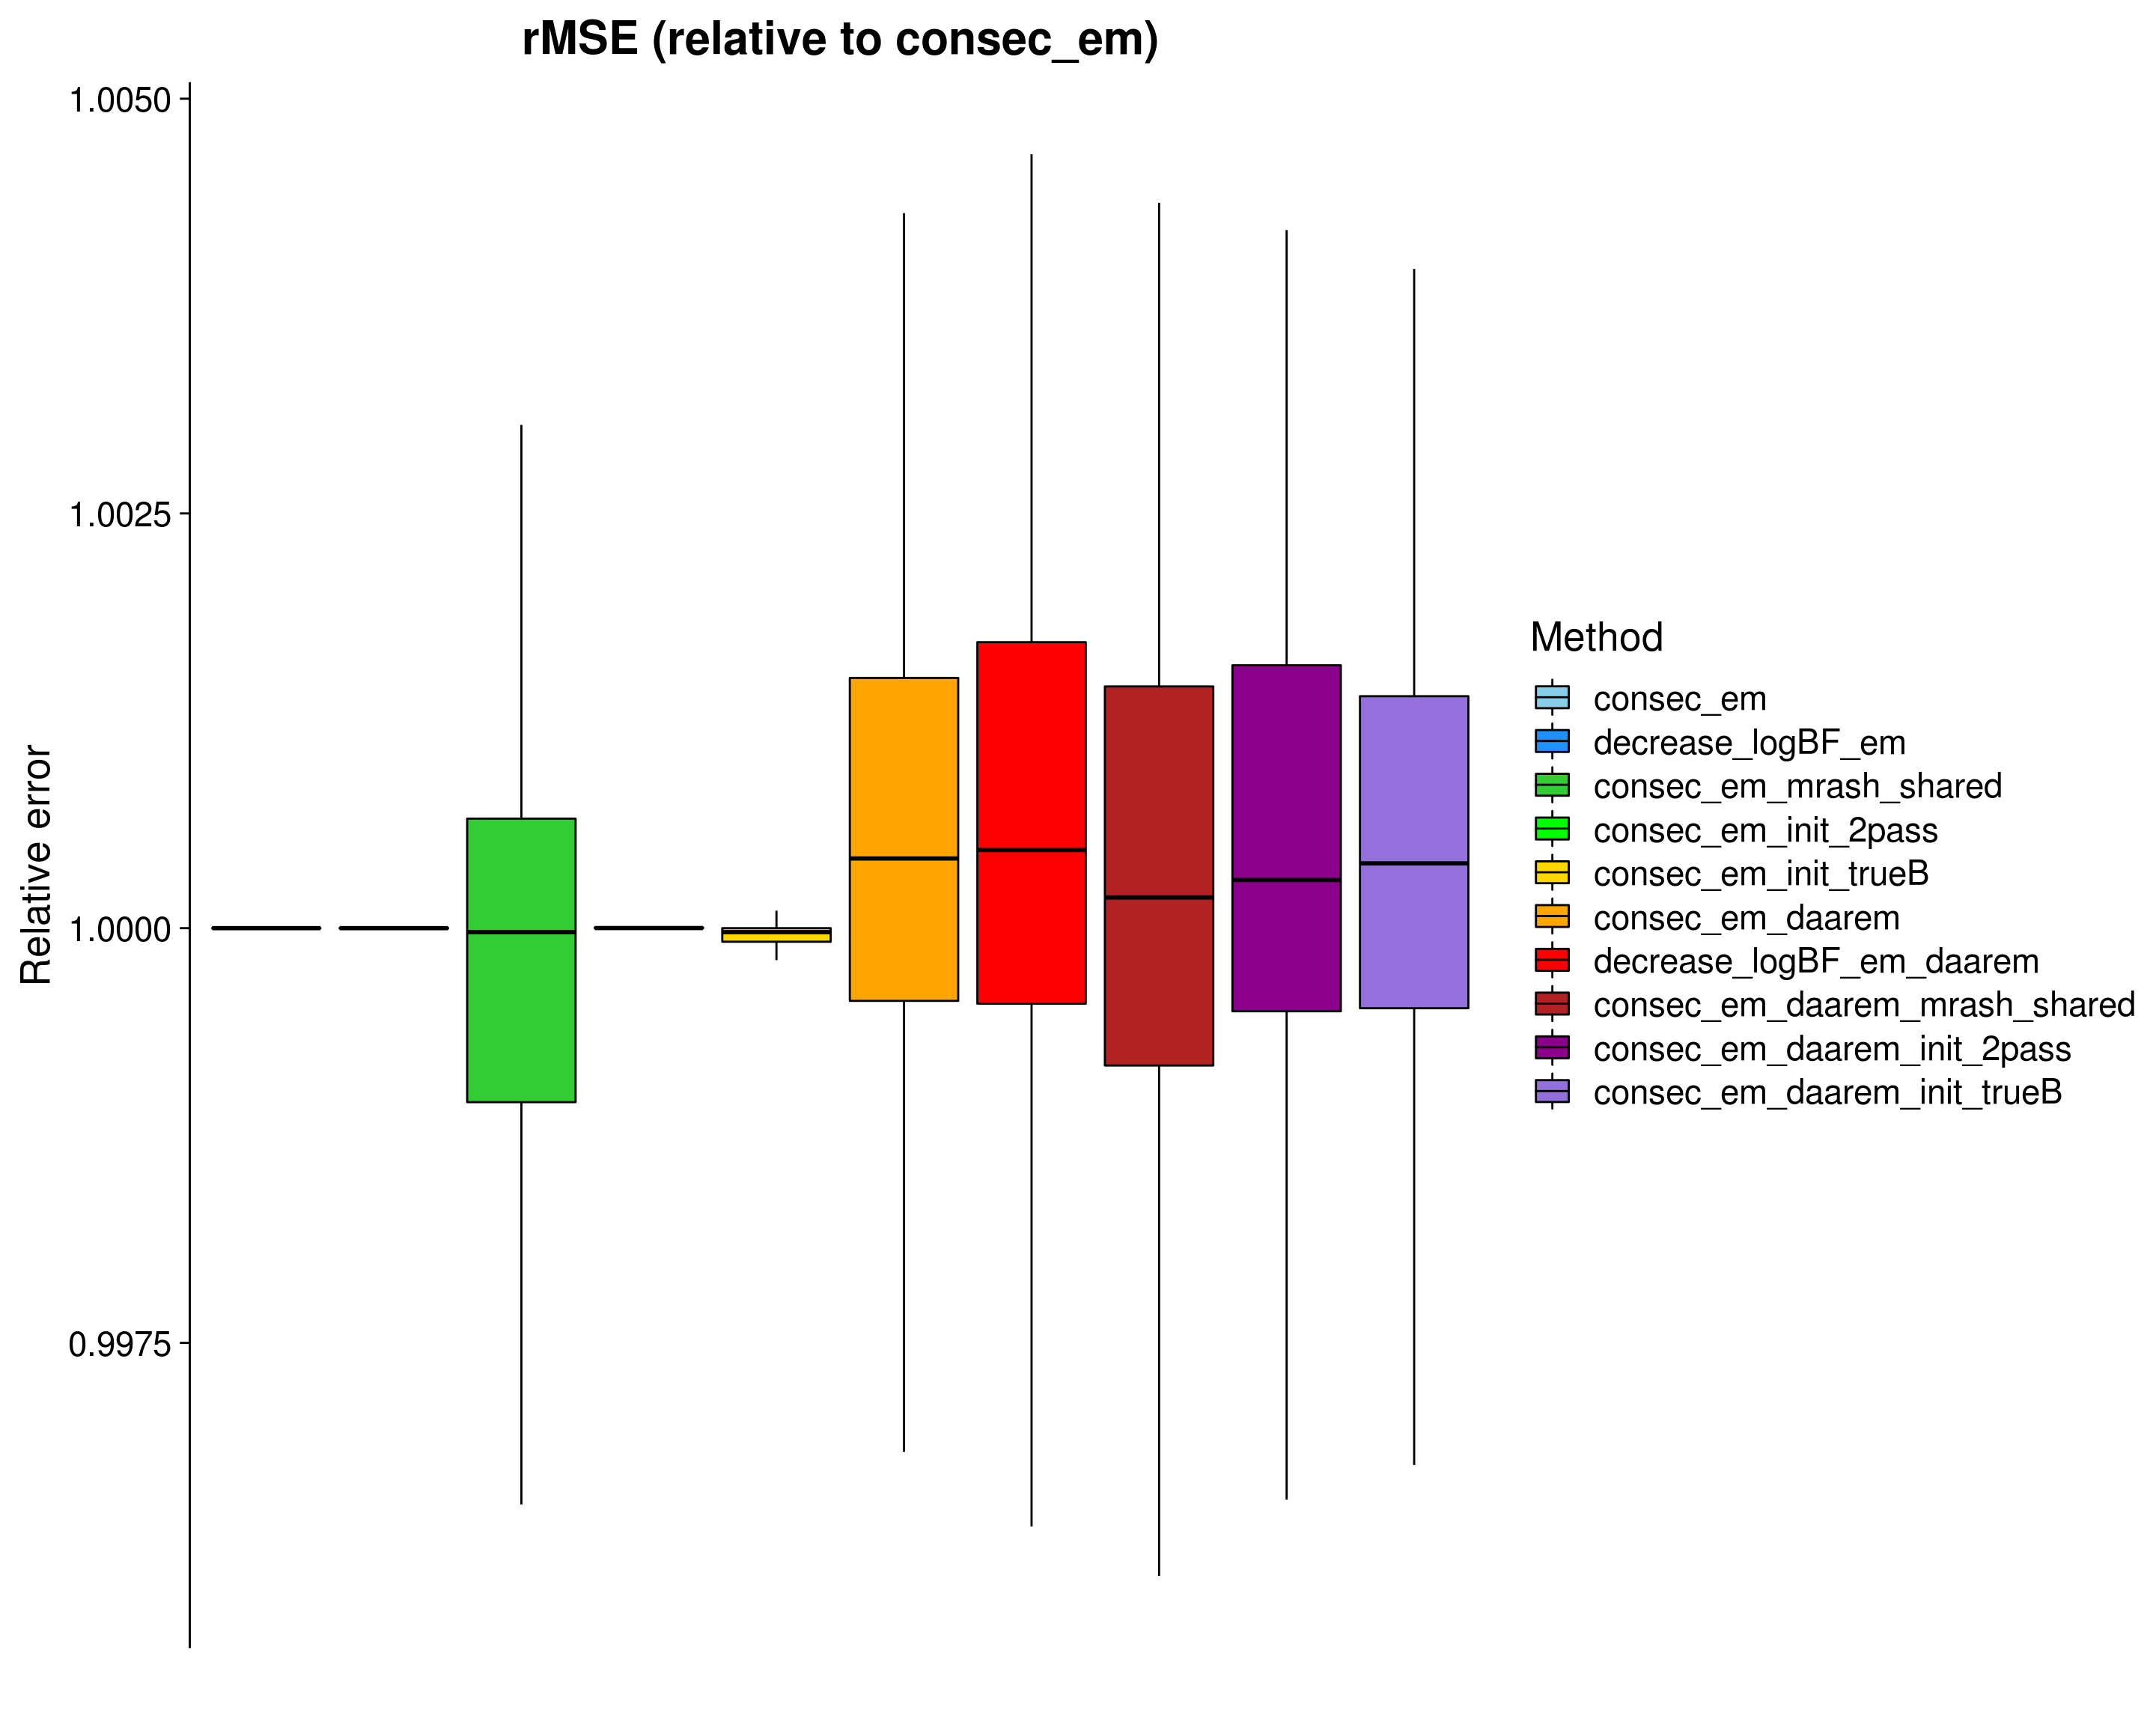 rMSE (relative to consec_em)
1.0050
1.0025
1.0000
0.9975
Relative error
Method
consec_em
decrease_logBF_em
consec_em_mrash_shared
consec_em_init_2pass
consec_em_init_trueB
consec_em_daarem
decrease_logBF_em_daarem
consec_em_daarem_mrash_shared
consec_em_daarem_init_2pass
consec_em_daarem_init_trueB